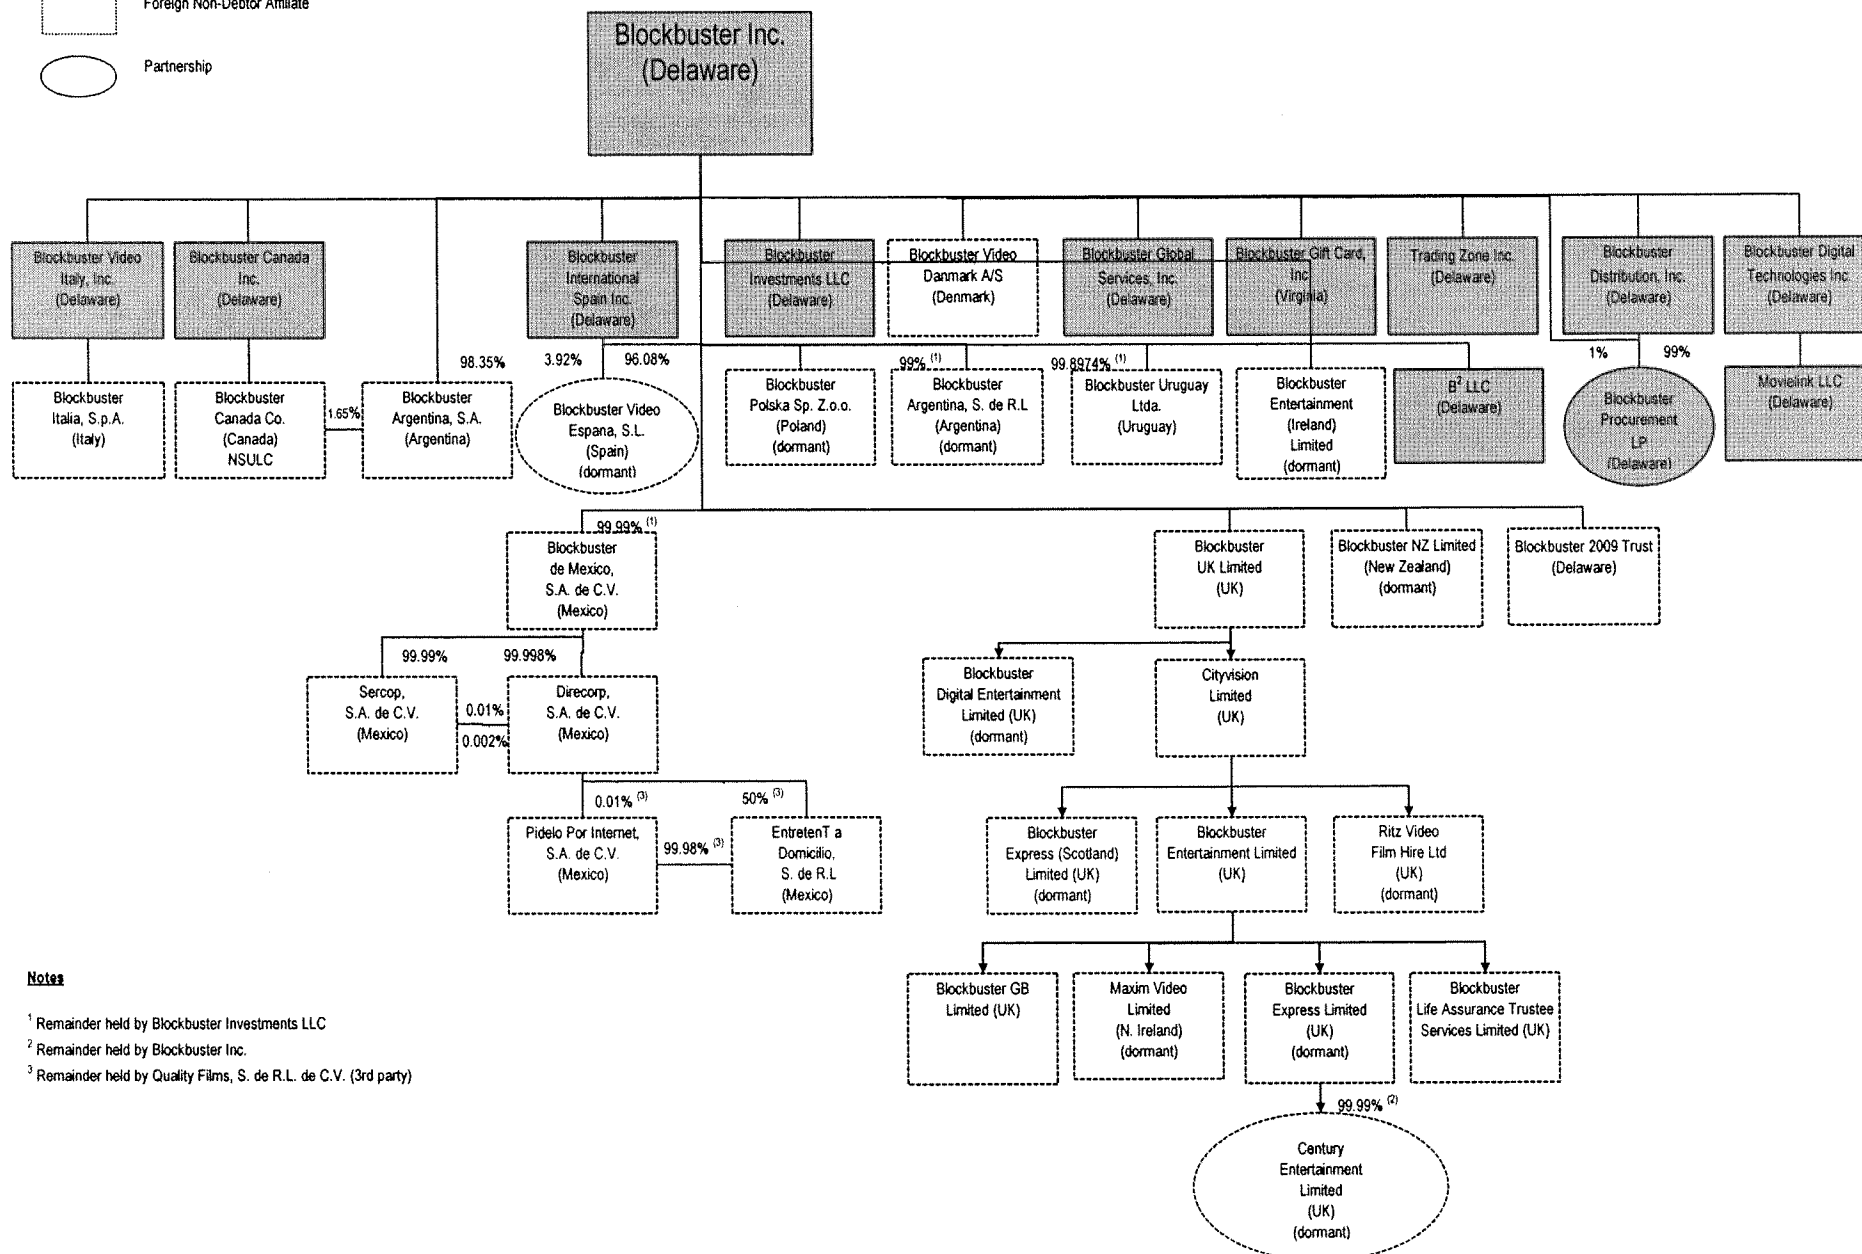 Foreign Non-Debtor Affiliate
Partnership
Blockbuster Inc.
(Delaware)
Blockbuster Video
Italy, Inc.
(Delaware)
Blockbuster Canada
Inc.
(Delaware)
Blockbuster
International
Spain Inc.
(Delaware)
Blockbuster
Investments LLC
(Delaware)
Blockbuster Video
Danmark A/S
(Denmark)
Blockbuster Global
Services, Inc.
(Delaware)
Blockbuster Gift Card,
Inc
(Virginia)
Trading Zone Inc.
(Delaware)
Blockbuster
Distribution, Inc.
(Delaware)
Blockbuster Digital
Technologies Inc.
(Delaware)
98.35%
3.92%
96.08%
99% (1)
99.8974% (1)
1%
99%
Blockbuster
Italia, S.p.A.
(Italy)
Blockbuster
Canada Co.
(Canada)
NSULC
1.65%
Blockbuster
Argentina, S.A.
(Argentina)
Blockbuster Video
Espana, S.L.
(Spain)
(dormant)
Blockbuster
Polska Sp. Z.o.o.
(Poland)
(dormant)
Blockbuster
Argentina, S. de R.L
(Argentina)
(dormant)
Blockbuster Uruguay
Ltda.
(Uruguay)
Blockbuster
Entertainment
(Ireland)
Limited
(dormant)
B² LLC
(Delaware)
Blockbuster
Procurement
LP
(Delaware)
Movielink LLC
(Delaware)
99.99% (1)
Blockbuster
de Mexico,
S.A. de C.V.
(Mexico)
Blockbuster
UK Limited
(UK)
Blockbuster NZ Limited
(New Zealand)
(dormant)
Blockbuster 2009 Trust
(Delaware)
99.99%
99.998%
Sercop,
S.A. de C.V.
(Mexico)
0.01%
0.002%
Direcorp,
S.A. de C.V.
(Mexico)
Blockbuster
Digital Entertainment
Limited (UK)
(dormant)
Cityvision
Limited
(UK)
0.01% (3)
50% (3)
Pidelo Por Internet,
S.A. de C.V.
(Mexico)
99.98% (3)
EntretenT a
Domicilio,
S. de R.L
(Mexico)
Blockbuster
Express (Scotland)
Limited (UK)
(dormant)
Blockbuster
Entertainment Limited
(UK)
Ritz Video
Film Hire Ltd
(UK)
(dormant)
Blockbuster GB
Limited (UK)
Maxim Video
Limited
(N. Ireland)
(dormant)
Blockbuster
Express Limited
(UK)
(dormant)
Blockbuster
Life Assurance Trustee
Services Limited (UK)
99.99% (2)
Century
Entertainment
Limited
(UK)
(dormant)
Notes
1 Remainder held by Blockbuster Investments LLC
2 Remainder held by Blockbuster Inc.
3 Remainder held by Quality Films, S. de R.L. de C.V. (3rd party)